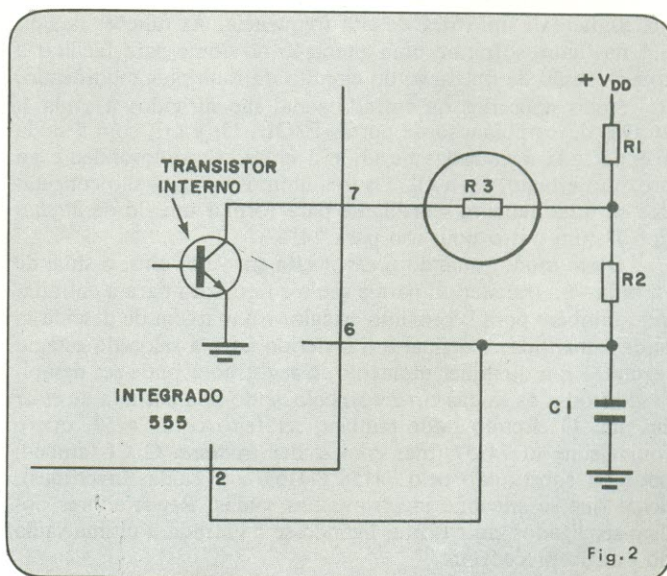 + VDD
R1
TRANSISTOR
INTERNO
7
R3
R2
6
INTEGRADO
555
C1
2
Fig.2